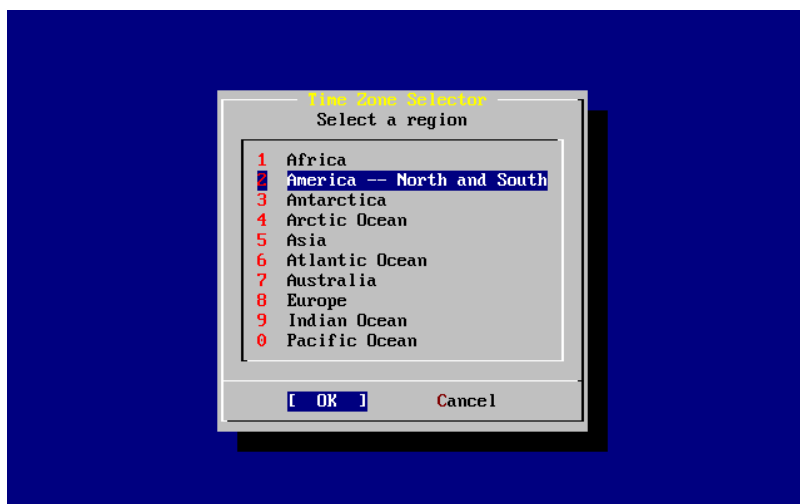 Time Zone Selector
Select a region
1 Africa
2 America -- North and South
3 Antarctica
4 Arctic Ocean
5 Asia
6 Atlantic Ocean
7 Australia
8 Europe
9 Indian Ocean
0 Pacific Ocean
[ OK ] Cancel